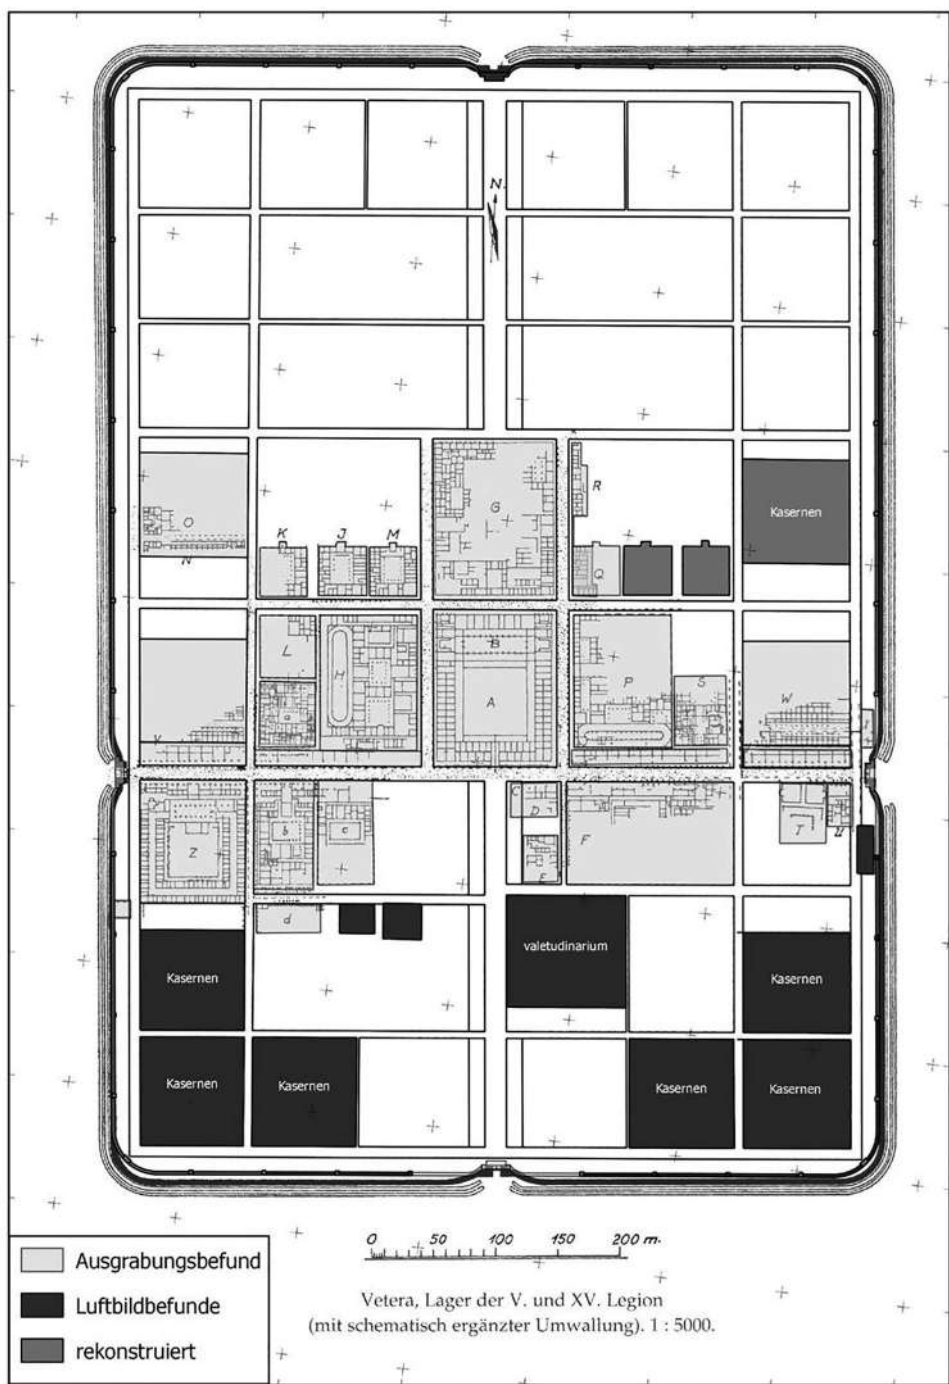 N.
G
R
O
Kasernen
K
J
M
N
Q
L
H
B
A
P
S
W
a
V
Z
b
c
C
D
E
F
T
U
d
valetudinarium
Kasernen
Kasernen
Kasernen
Kasernen
Kasernen
Kasernen
0 50 100 150 200 m.
Ausgrabungsbefund
Luftbildbefunde
rekonstruiert
Vetera, Lager der V. und XV. Legion
(mit schematisch ergänzter Umwallung). 1 : 5000.